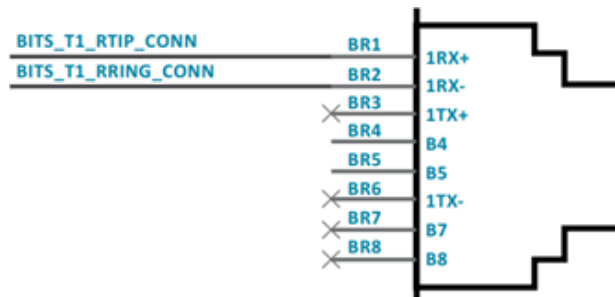 BITS_T1_RTIP_CONN BR1 1RX+
BITS_T1_RRING_CONN BR2 1RX-
BR3 1TX+
BR4 B4
BR5 B5
BR6 1TX-
BR7 B7
BR8 B8